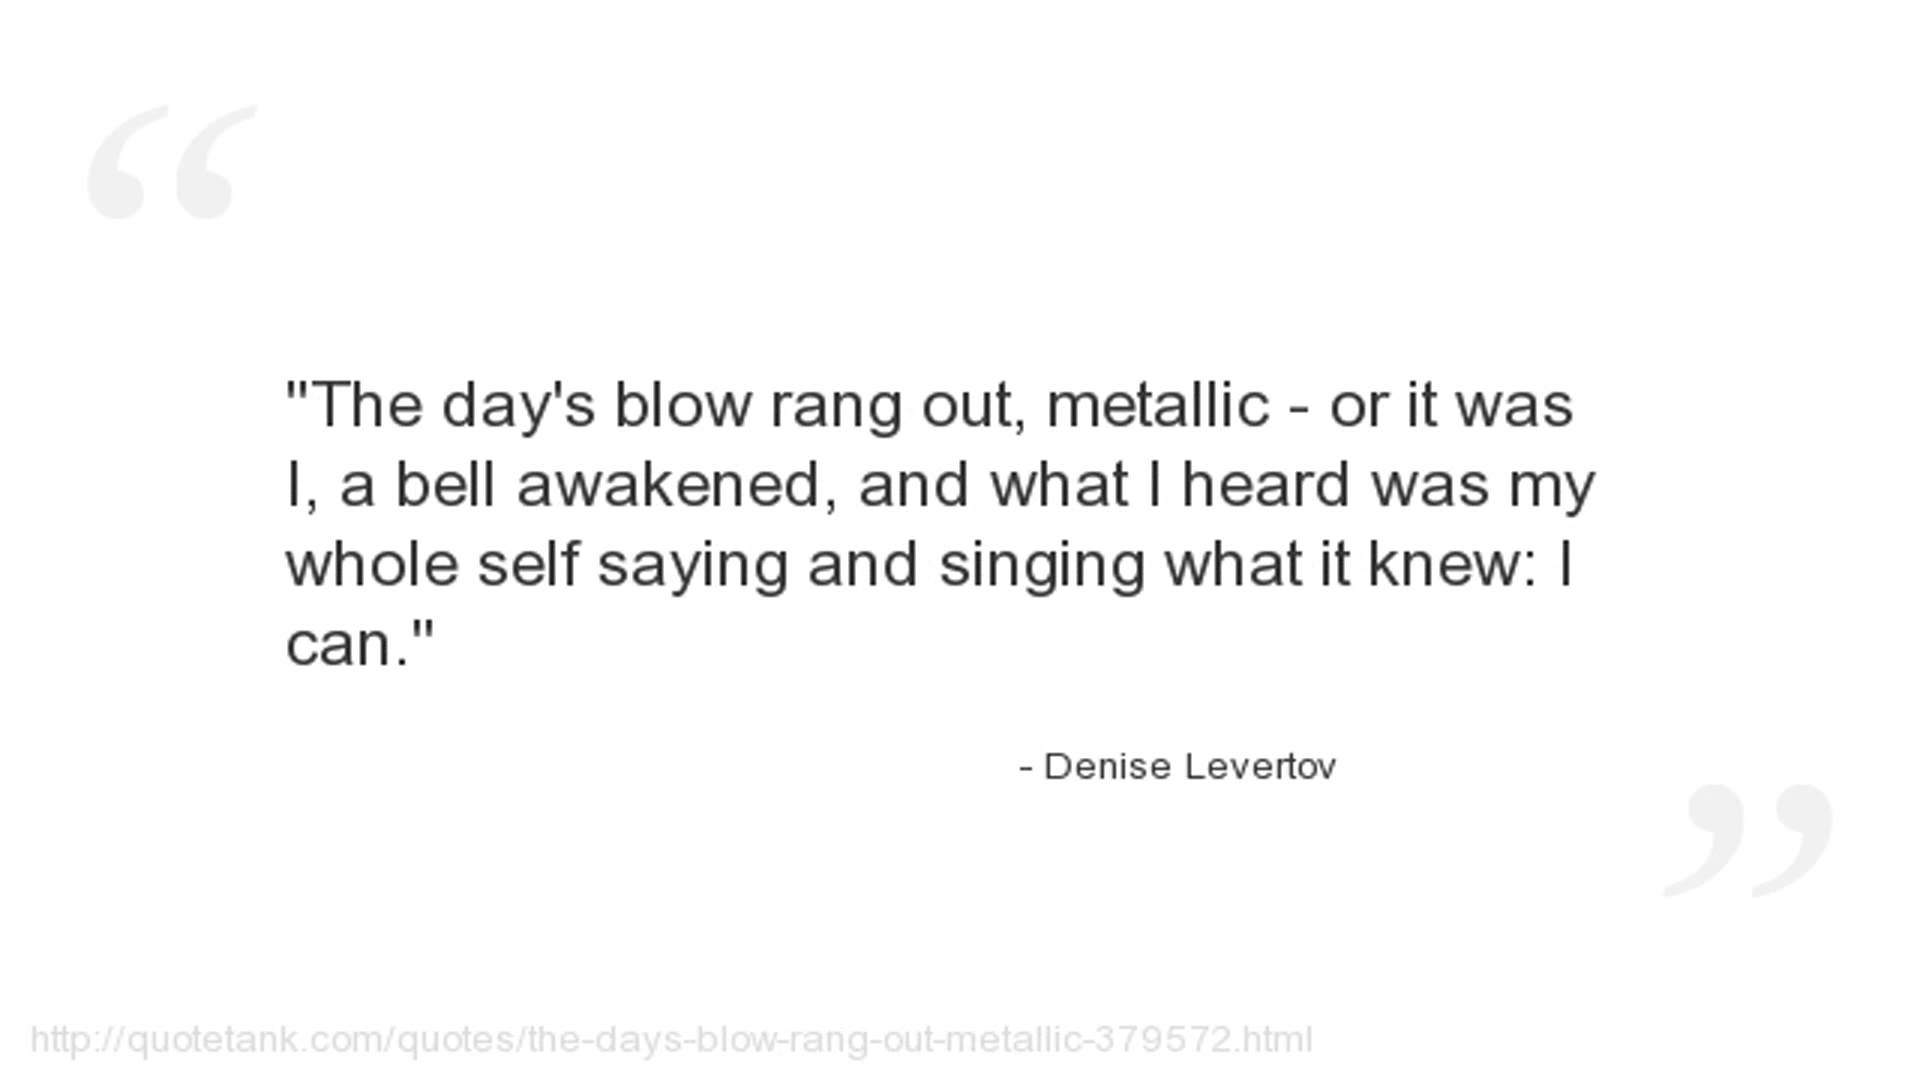 "The day's blow rang out, metallic - or it was
I, a bell awakened, and what I heard was my
whole self saying and singing what it knew: I
can."
- Denise Levertov
http://quotetank.com/quotes/the-days-blow-rang-out-metallic-379572.html